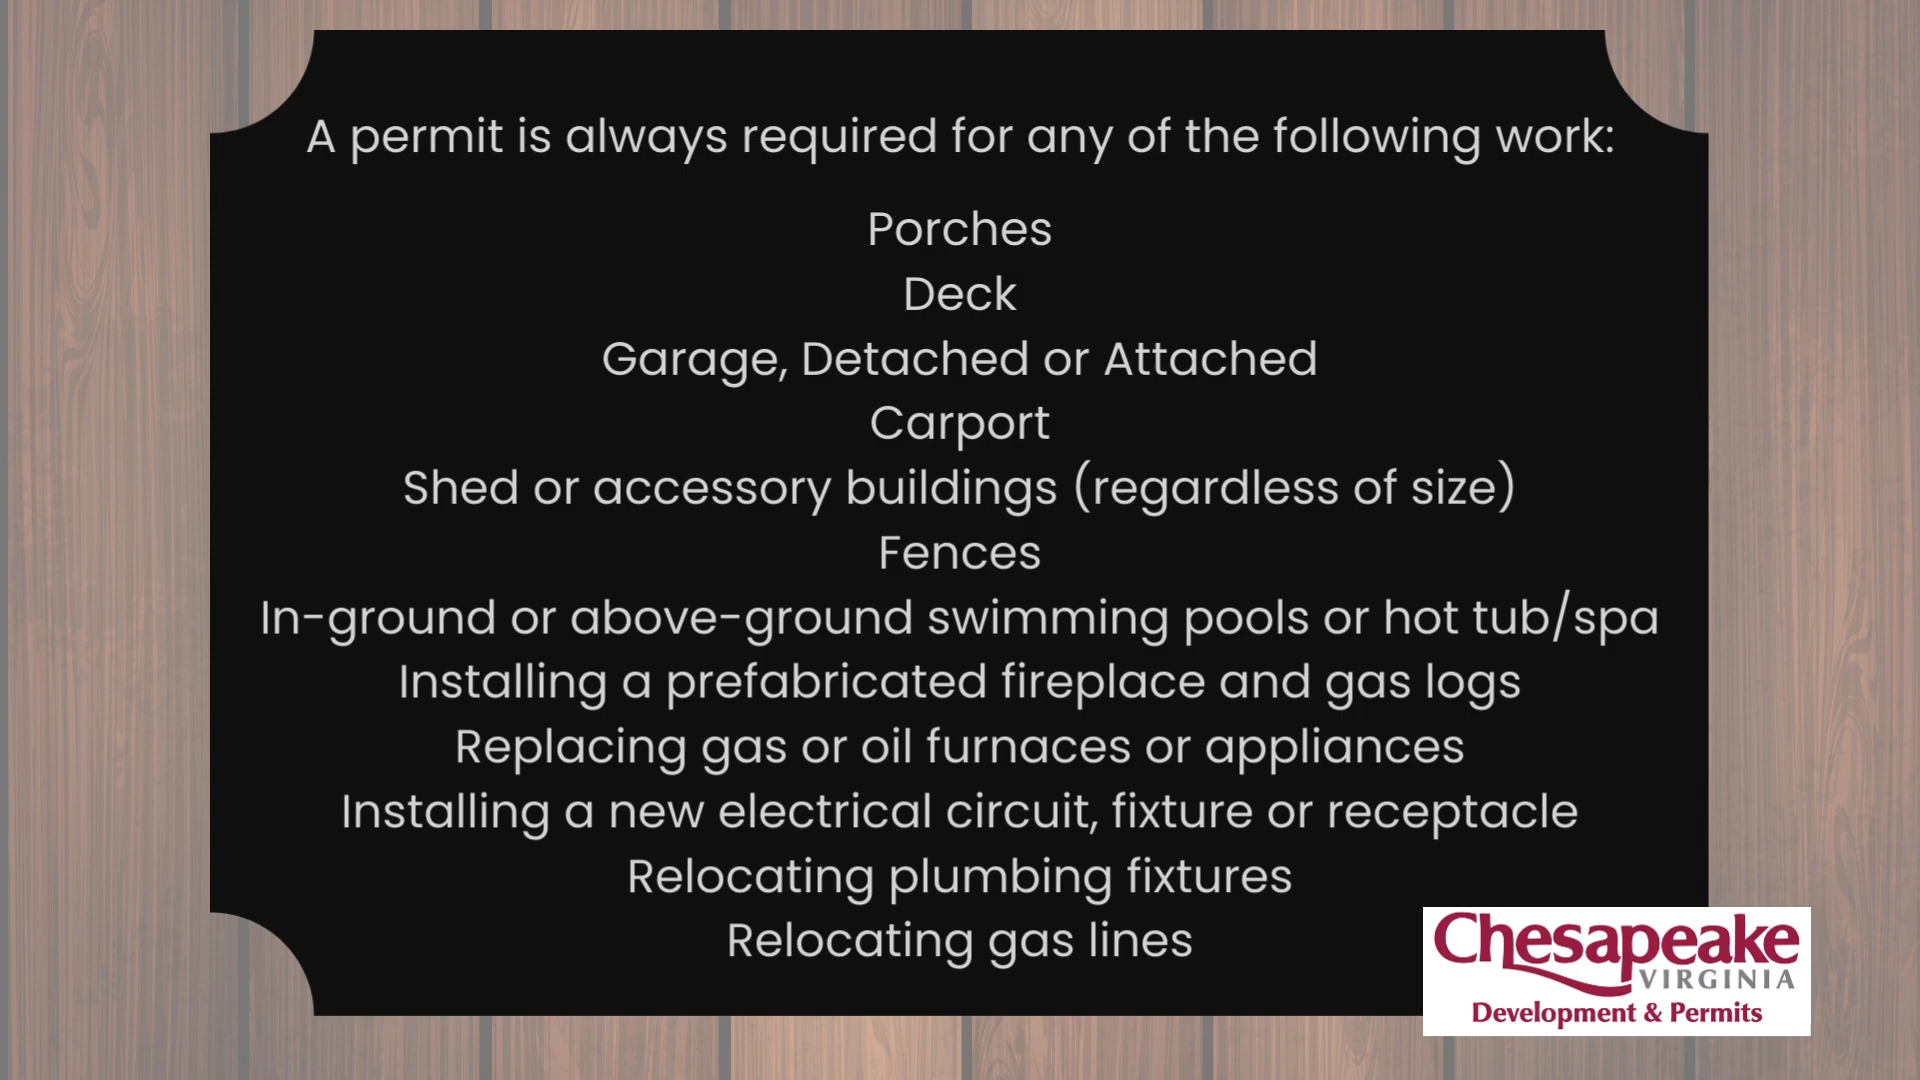 A permit is always required for any of the following work:
Porches
Deck
Garage, Detached or Attached
Carport
Shed or accessory buildings (regardless of size)
Fences
In-ground or above-ground swimming pools or hot tub/spa
Installing a prefabricated fireplace and gas logs
Replacing gas or oil furnaces or appliances
Installing a new electrical circuit, fixture or receptacle
Relocating plumbing fixtures
Relocating gas lines
Chesapeake
VIRGINIA
Development & Permits